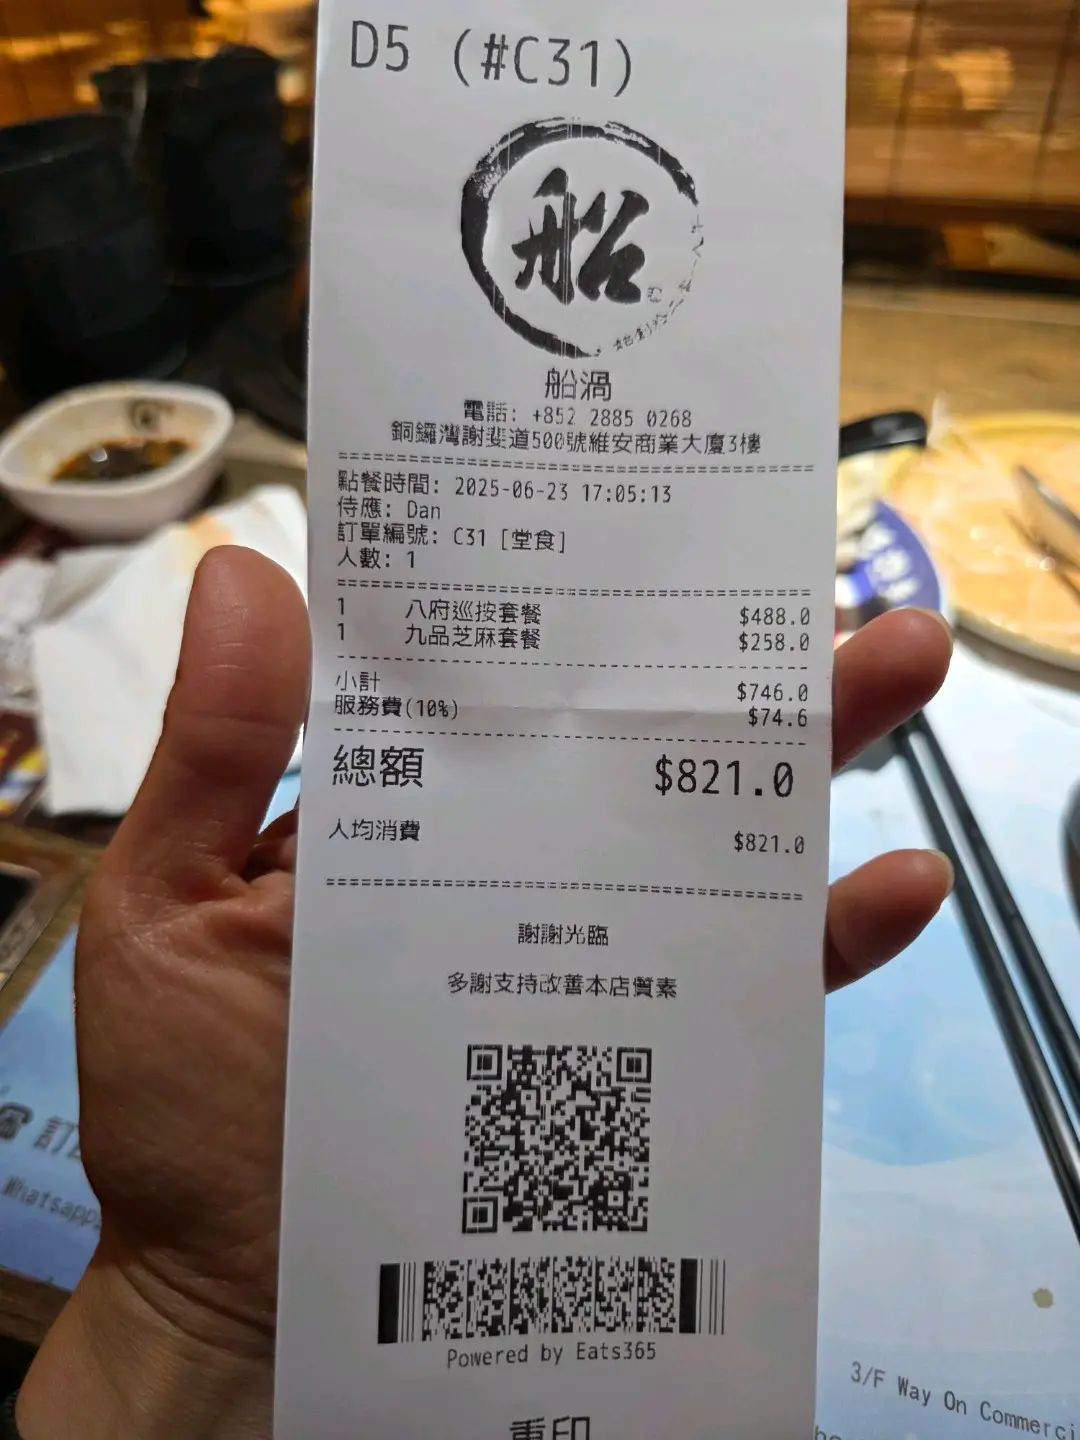 D5 (#C31)
船
船渦
電話: +852 2885 0268
銅鑼灣謝斐道500號維安商業大廈3樓
點餐時間: 2025-06-23 17:05:13
侍應: Dan
訂單編號: C31 [堂食]
人數: 1
1 八府巡按套餐 $488.0
1 九品芝麻套餐 $258.0
小計 $746.0
服務費(10%) $74.6
總額 $821.0
人均消費 $821.0
謝謝光臨
多謝支持改善本店質素
Powered by Eats365
重印
訂
Whatsapp
3/F Way On Commerci